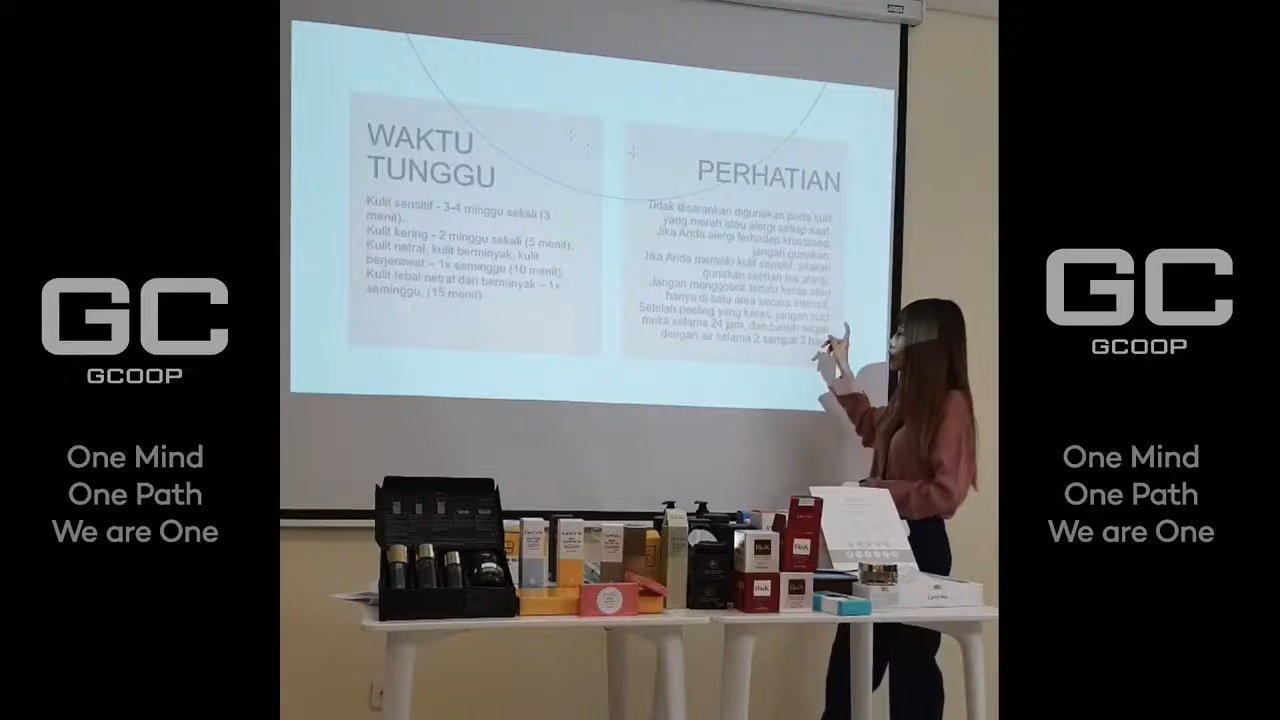 GC
GCOOP
One Mind
One Path
We are One
WAKTU
TUNGGU
Kulit sensitif - 3-4 minggu sekali (3
menit).
Kulit kering - 2 minggu sekali (5 menit).
Kulit netral, kulit berminyak, kulit
berjerawat – 1x seminggu (10 menit)
Kulit tebal netral dan berminyak – 1x
seminggu, (15 menit)
PERHATIAN
Tidak disarankan digunakan pada kulit
yang merah atau alergi setiap saat.
Jika Anda alergi terhadap krustasea,
jangan gunakan.
Jika Anda memiliki kulit sensitif, silakan
gunakan setelah tes alergi.
Jangan menggosok terlalu keras atau
hanya di satu area secara intensif.
Setelah peeling yang keras, jangan cuci
muka selama 24 jam, dan basuh wajah
dengan air selama 2 sampai 3 hari
GC
GCOOP
One Mind
One Path
We are One